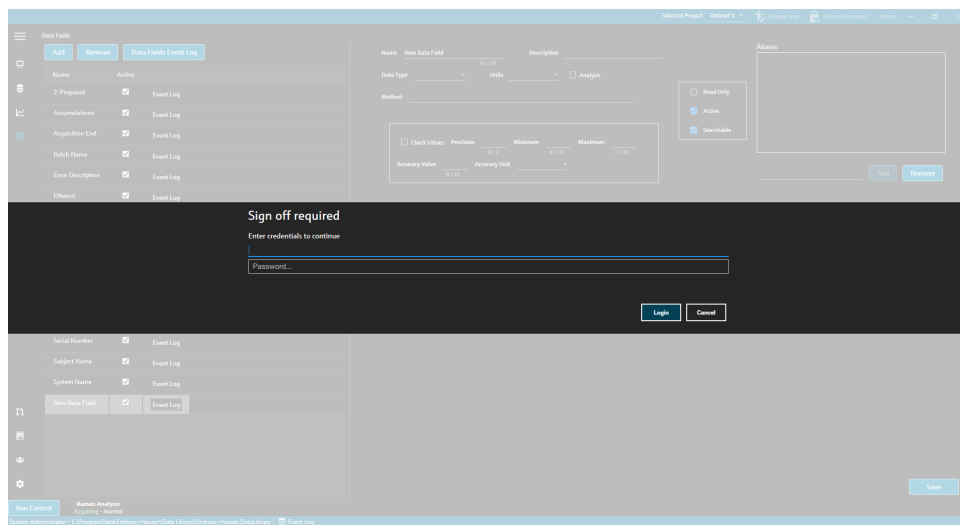 Selected Project Dataset 3 Change User Change Password About
Data Fields
Add Remove Data Fields Event Log
Name Active
2-Propanol Event Log
Accumulations Event Log
Acquisition End Event Log
Batch Name Event Log
Error Description Event Log
Ethanol Event Log
Name New Data Field Description
14 / 60
Data Type Units Analysis
Method
Check Values Precision Minimum Maximum
Accuracy Value Accuracy Unit
Read Only
Active
Searchable
Aliases
Add Remove
Sign off required
Enter credentials to continue
Password...
Login Cancel
Serial Number Event Log
Subject Name Event Log
System Name Event Log
New Data Field Event Log
Save
Run Control Raman Analyzer
Acquiring - Normal
System Administrator C:\ProgramData\Endress+Hauser\Data Library\Endress+Hauser.DataLibrary Event Log